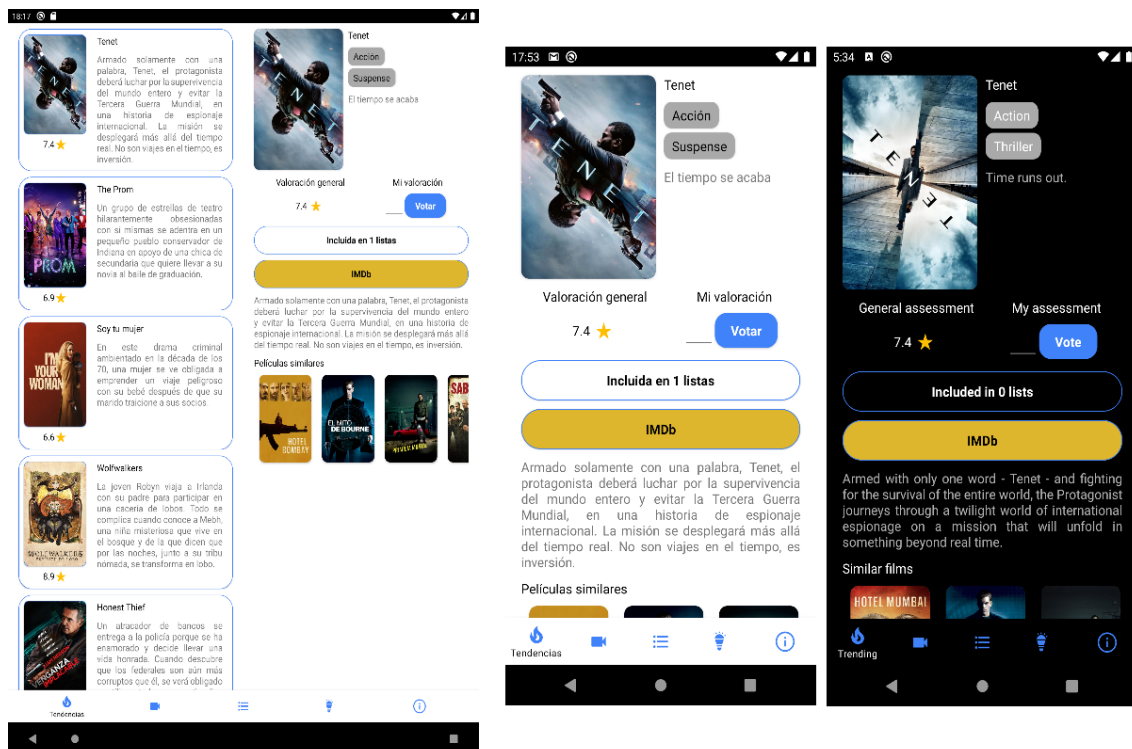 18:17
Tenet
Armado solamente con una
palabra, Tenet, el protagonista
deberá luchar por la supervivencia
del mundo entero y evitar la
Tercera Guerra Mundial, en
una historia de espionaje
internacional. La misión se
desplegará más allá del tiempo
real. No son viajes en el tiempo, es
inversión.
TENET
7.4
The Prom
Un grupo de estrellas de teatro
hilarantemente obsesionadas
con si mismas se adentra en un
pequeño pueblo conservador de
Indiana en apoyo de una chica de
secundaria que quiere llevar a su
novia al baile de graduación.
PROM
6.9
Soy tu mujer
En este drama criminal
ambientado en la década de los
70, una mujer se ve obligada a
emprender un viaje peligroso
con su bebé después de que su
marido traicione a sus socios.
I'M
YOUR
WOMAN
6.6
Wolfwalkers
La joven Robyn viaja a Irlanda
con su padre para participar en
una cacería de lobos. Todo se
complica cuando conoce a Mebh,
una niña misteriosa que vive en
el bosque y de la que dicen que
por las noches, junto a su tribu
nómada, se transforma en lobo.
WOLFWALKERS
8.9
Honest Thief
Un atracador de bancos se
entrega a la policía porque se ha
enamorado y decide llevar una
vida honrada. Cuando descubre
que los federales son aún más
corruptos que él, se verá obligado
VENGANZA
IMPLACABLE
Tendencias
TENET
Tenet
Acción
Suspense
El tiempo se acaba
Valoración general
Mi valoración
7.4
Votar
Incluida en 1 listas
IMDb
Armado solamente con una palabra, Tenet, el protagonista
deberá luchar por la supervivencia del mundo entero
y evitar la Tercera Guerra Mundial, en una historia de
espionaje internacional. La misión se desplegará más allá
del tiempo real. No son viajes en el tiempo, es inversión.
Películas similares
HOTEL
BOMBAY
EL MITO
DE BOURNE
SAB
17:53
TENET
Tenet
Acción
Suspense
El tiempo se acaba
Valoración general
Mi valoración
7.4
Votar
Incluida en 1 listas
IMDb
Armado solamente con una palabra, Tenet, el
protagonista deberá luchar por la supervivencia
del mundo entero y evitar la Tercera Guerra
Mundial, en una historia de espionaje
internacional. La misión se desplegará más allá
del tiempo real. No son viajes en el tiempo, es
inversión.
Películas similares
Tendencias
5:34
TENET
Tenet
Action
Thriller
Time runs out.
General assessment
My assessment
7.4
Vote
Included in 0 lists
IMDb
Armed with only one word - Tenet - and fighting
for the survival of the entire world, the Protagonist
journeys through a twilight world of international
espionage on a mission that will unfold in
something beyond real time.
Similar films
HOTEL MUMBAI
Trending